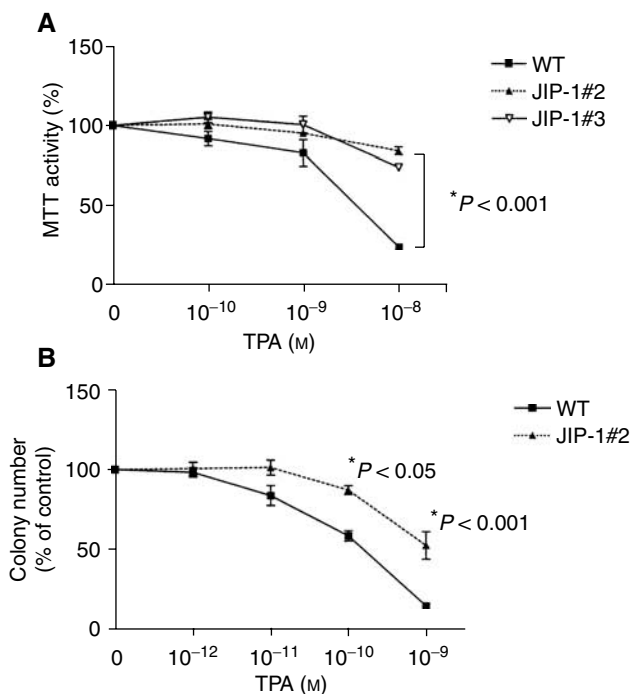 A
150
100
50
0
MTT activity (%)
0 10⁻¹⁰ 10⁻⁹ 10⁻⁸
TPA (M)
WT
JIP-1#2
JIP-1#3
*P < 0.001
B
150
100
50
0
Colony number
(% of control)
0 10⁻¹² 10⁻¹¹ 10⁻¹⁰ 10⁻⁹
TPA (M)
WT
JIP-1#2
*P < 0.05
*P < 0.001